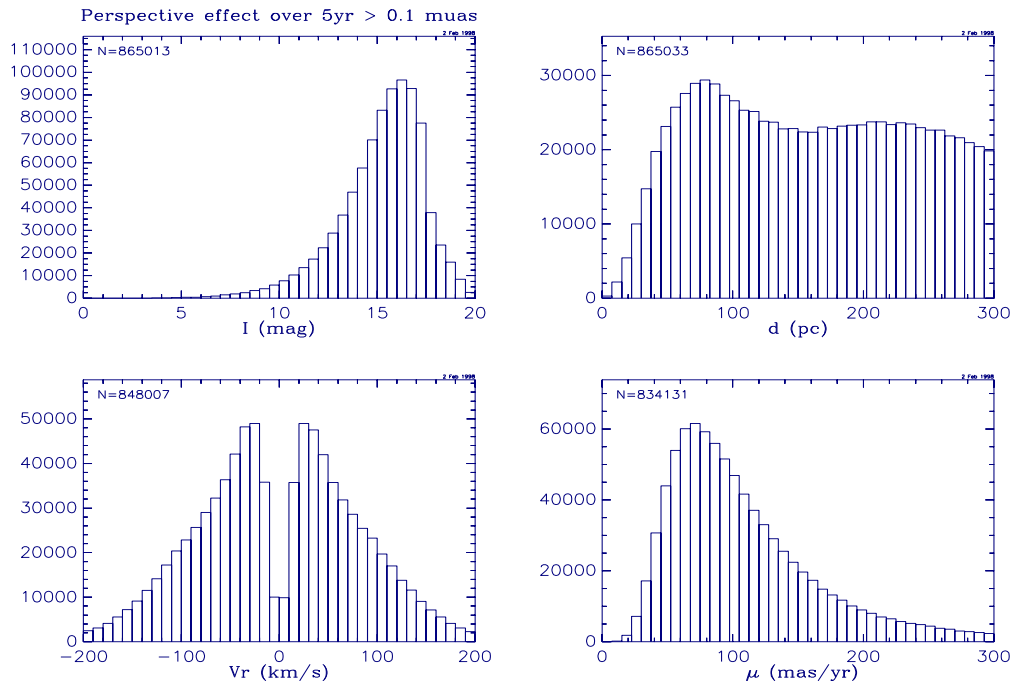 Perspective effect over 5yr > 0.1 muas
2 Feb 1998
N=865013
110000
100000
90000
80000
70000
60000
50000
40000
30000
20000
10000
0
0 5 10 15 20
I (mag)
2 Feb 1998
N=865033
30000
20000
10000
0
0 100 200 300
d (pc)
2 Feb 1998
N=848007
50000
40000
30000
20000
10000
0
−200 −100 0 100 200
Vr (km/s)
2 Feb 1998
N=834131
60000
40000
20000
0
0 100 200 300
μ (mas/yr)